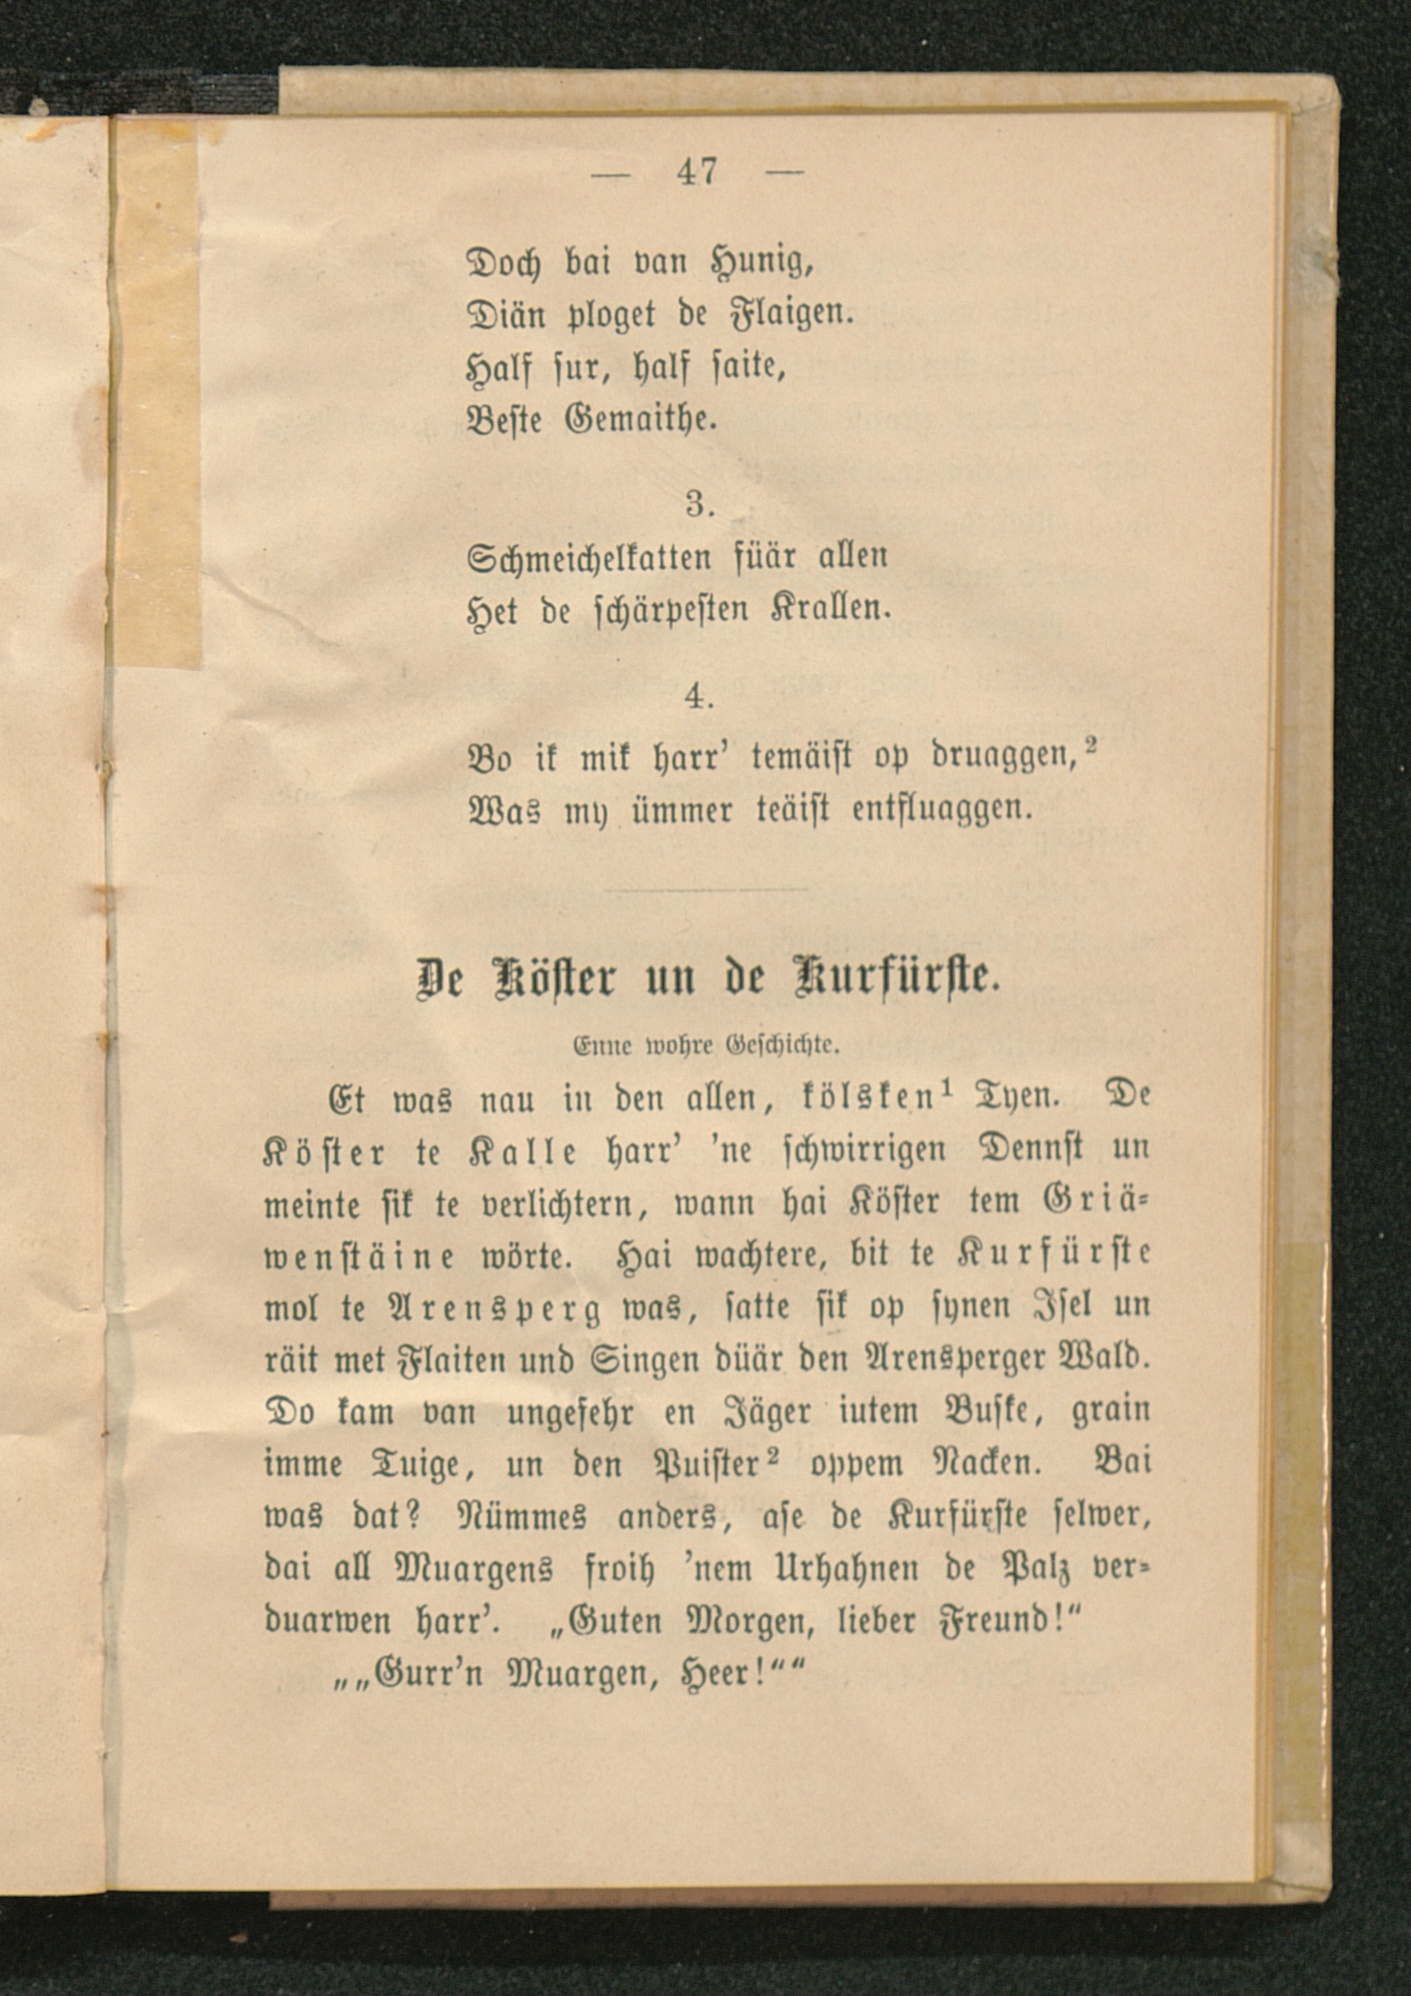 — 47 —
Doch bai van Hunig,
Diän ploget de Flaigen.
Half sur, half saite,
Beste Gemaithe.
3.
Schmeichelkatten füär allen
Het de schärpesten Krallen.
4.
Bo ik mik harr' temäist op druaggen,²
Was my ümmer teäist entfluaggen.
De Köster un de Kurfürste.
Enne wohre Geschichte.
Et was nau in den allen, kölsken¹ Tyen. De
Köster te Kalle harr' 'ne schwirrigen Dennst un
meinte sik te verlichtern, wann hai Köster tem Griä-
wenstäine wörte. Hai wachtere, bit te Kurfürste
mol te Arensperg was, satte sik op synen Isel un
räit met Flaiten und Singen düär den Arensperger Wald.
Do kam van ungefehr en Jäger iutem Buske, grain
imme Tuige, un den Puister² oppem Nacken. Bai
was dat? Nümmes anders, ase de Kurfürste selwer,
dai all Muargens froih 'nem Urhahnen de Palz ver-
duarwen harr'. „Guten Morgen, lieber Freund!“
„„Gurr'n Muargen, Heer!““